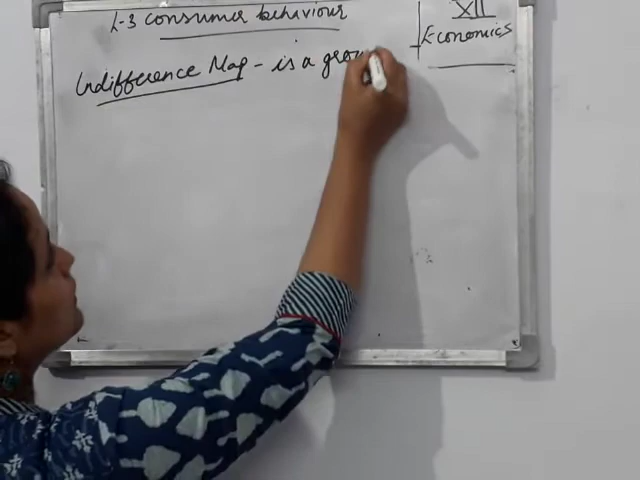 L-3 consumer behaviour
XII
Economics
Indifference Map - is a grou